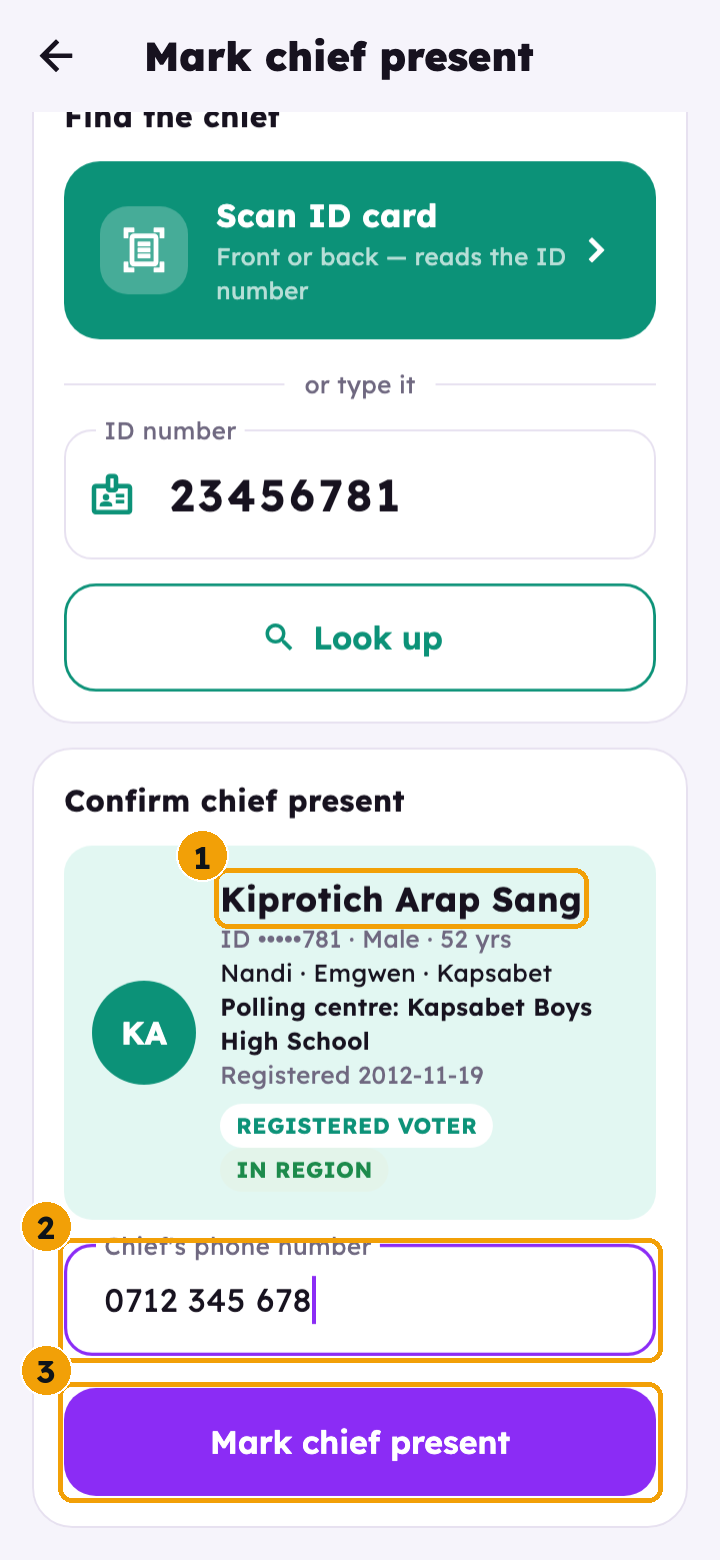 Mark chief present
Find the chief
Scan ID card
Front or back — reads the ID
number
or type it
ID number
23456781
Look up
Confirm chief present
1
Kiprotich Arap Sang
ID •••••781 · Male · 52 yrs
Nandi · Emgwen · Kapsabet
KA
Polling centre: Kapsabet Boys
High School
Registered 2012-11-19
REGISTERED VOTER
IN REGION
2
Chief's phone number
0712 345 678
3
Mark chief present